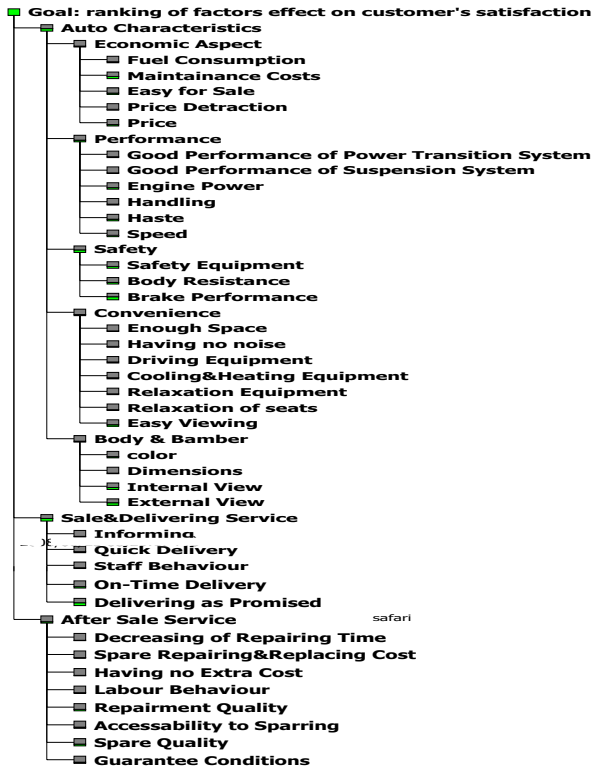 Goal: ranking of factors effect on customer's satisfaction
Auto Characteristics
Economic Aspect
Fuel Consumption
Maintainance Costs
Easy for Sale
Price Detraction
Price
Performance
Good Performance of Power Transition System
Good Performance of Suspension System
Engine Power
Handling
Haste
Speed
Safety
Safety Equipment
Body Resistance
Brake Performance
Convenience
Enough Space
Having no noise
Driving Equipment
Cooling&Heating Equipment
Relaxation Equipment
Relaxation of seats
Easy Viewing
Body & Bamber
color
Dimensions
Internal View
External View
Sale&Delivering Service
Informing
Quick Delivery
Staff Behaviour
On-Time Delivery
Delivering as Promised
After Sale Service safari
Decreasing of Repairing Time
Spare Repairing&Replacing Cost
Having no Extra Cost
Labour Behaviour
Repairment Quality
Accessability to Sparring
Spare Quality
Guarantee Conditions